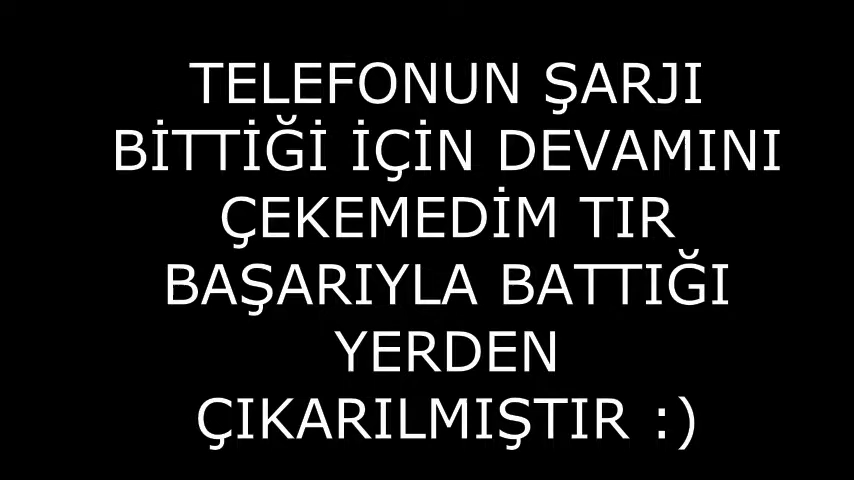 TELEFONUN ŞARJI
BİTTİĞİ İÇİN DEVAMINI
ÇEKEMEDİM TIR
BAŞARIYLA BATTIĞI
YERDEN
ÇIKARILMIŞTIR :)